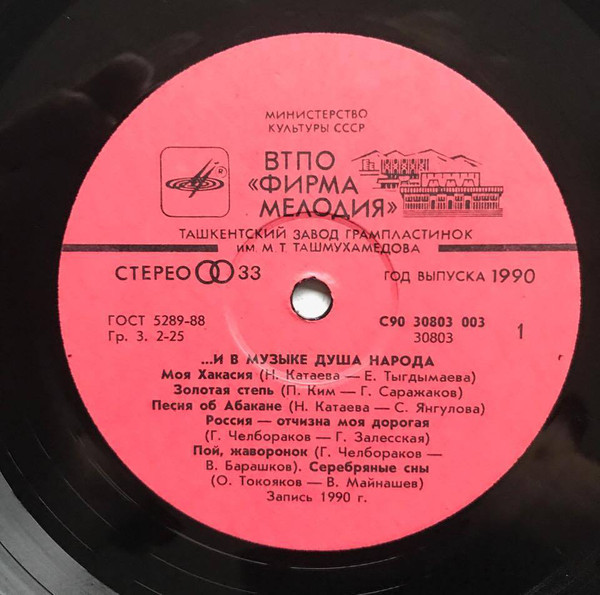 МИНИСТЕРСТВО
КУЛЬТУРЫ СССР
ВТПО
«ФИРМА
МЕЛОДИЯ»
ТАШКЕНТСКИЙ ЗАВОД ГРАМПЛАСТИНОК
ИМ. М. Т. ТАШМУХАМЕДОВА
СТЕРЕО 33
ГОД ВЫПУСКА 1990
ГОСТ 5289-88
Гр. 3. 2-25
С90 30803 003
30803
1
...И В МУЗЫКЕ ДУША НАРОДА
Моя Хакасия (Н. Катаева — Е. Тыгдымаева)
Золотая степь (П. Ким — Г. Саражаков)
Песня об Абакане (Н. Катаева — С. Янгулова)
Россия — отчизна моя дорогая
(Г. Челбораков — Г. Залесская)
Пой, жаворонок (Г. Челбораков —
В. Барашков). Серебряные сны
(О. Токояков — В. Майнашев)
Запись 1990 г.